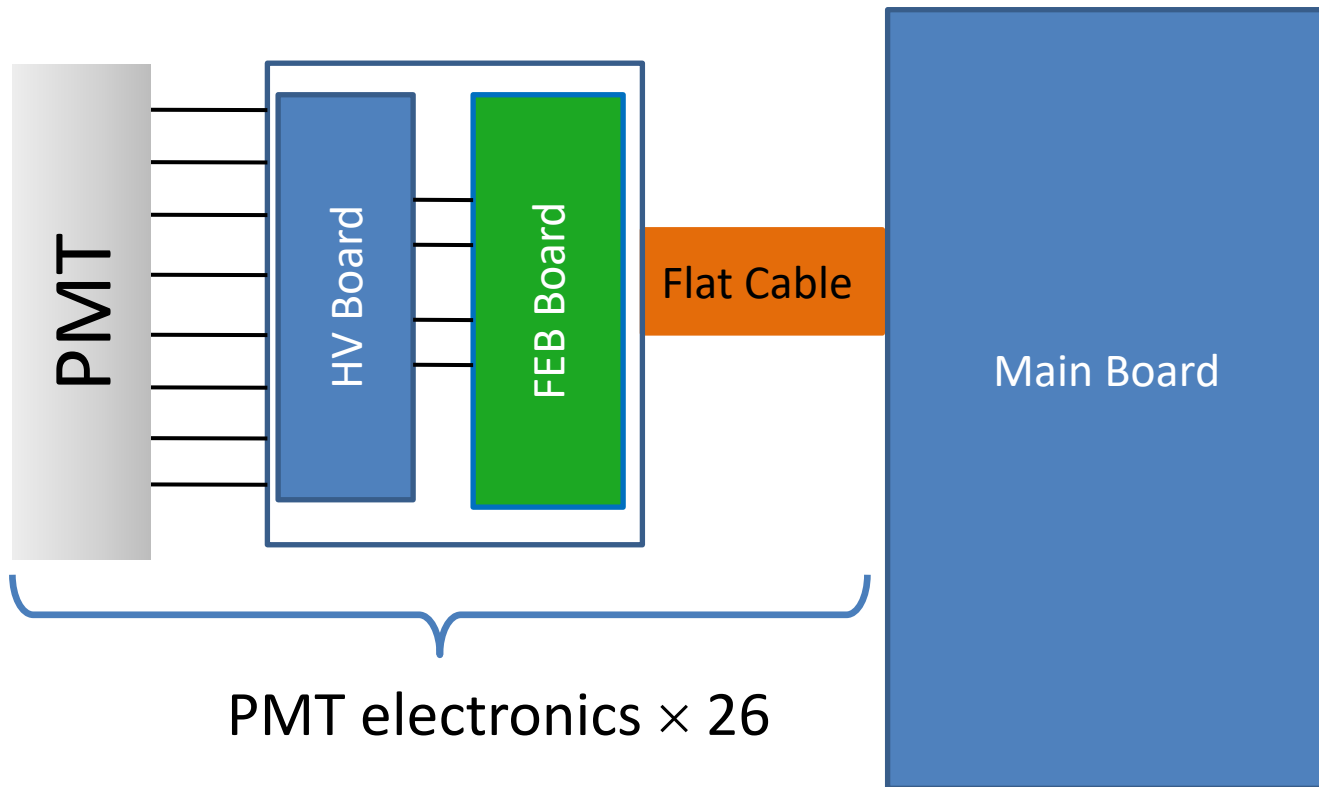 PMT
HV Board
FEB Board
Flat Cable
Main Board
PMT electronics × 26